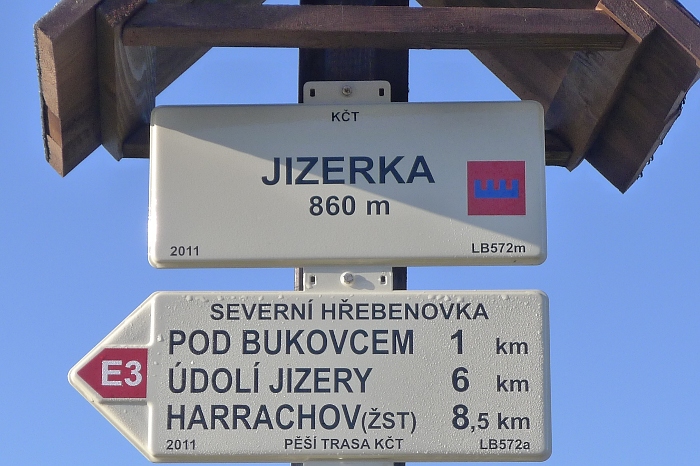 KČT
JIZERKA
860 m
2011 LB572m
SEVERNÍ HŘEBENOVKA
POD BUKOVCEM 1 km
E3
ÚDOLÍ JIZERY 6 km
HARRACHOV(ŽST) 8,5 km
2011 PĚŠÍ TRASA KČT LB572a